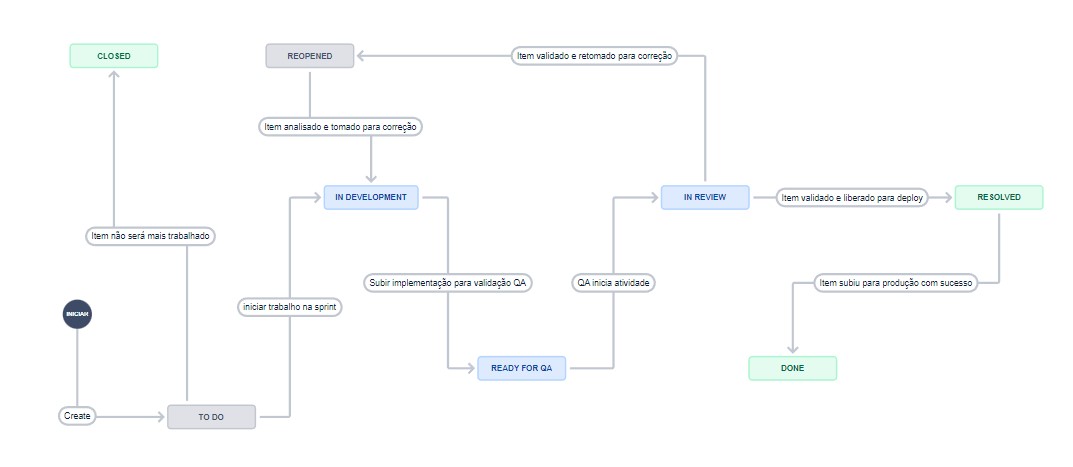 CLOSED
REOPENED
Item validado e retomado para correção
Item analisado e tomado para correção
IN DEVELOPMENT
IN REVIEW
Item validado e liberado para deploy
RESOLVED
Item não será mais trabalhado
Subir implementação para validação QA
QA inicia atividade
Item subiu para produção com sucesso
INICIAR
iniciar trabalho na sprint
READY FOR QA
DONE
Create
TO DO